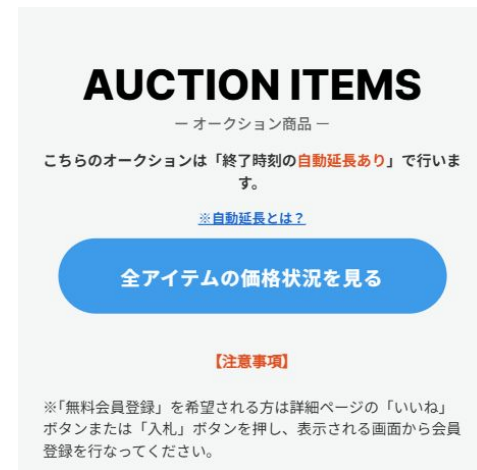 AUCTION ITEMS
ー オークション商品 ー
こちらのオークションは「終了時刻の自動延長あり」で行いま
す。
※自動延長とは？
全アイテムの価格状況を見る
【注意事項】
※「無料会員登録」を希望される方は詳細ページの「いいね」
ボタンまたは「入札」ボタンを押し、表示される画面から会員
登録を行なってください。